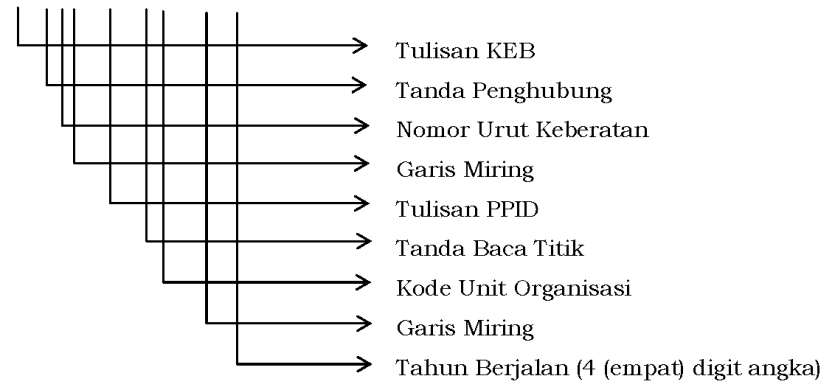 Tulisan KEB
Tanda Penghubung
Nomor Urut Keberatan
Garis Miring
Tulisan PPID
Tanda Baca Titik
Kode Unit Organisasi
Garis Miring
Tahun Berjalan (4 (empat) digit angka)